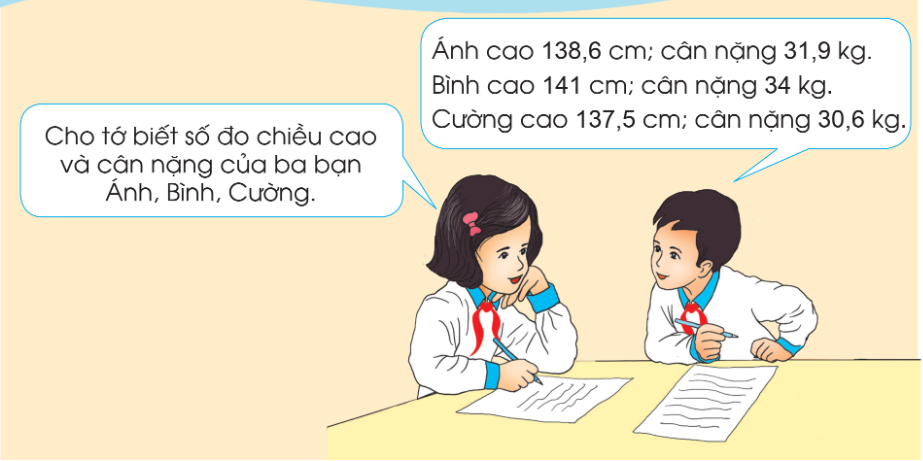 Cho tớ biết số đo chiều cao
và cân nặng của ba bạn
Ánh, Bình, Cường.
Ánh cao 138,6 cm; cân nặng 31,9 kg.
Bình cao 141 cm; cân nặng 34 kg.
Cường cao 137,5 cm; cân nặng 30,6 kg.